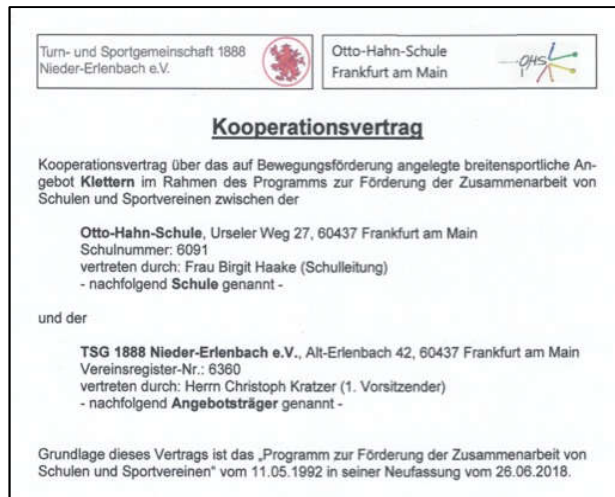 Turn- und Sportgemeinschaft 1888
Nieder-Erlenbach e.V.
Otto-Hahn-Schule
Frankfurt am Main
OHS
Kooperationsvertrag
Kooperationsvertrag über das auf Bewegungsförderung angelegte breitensportliche An-
gebot Klettern im Rahmen des Programms zur Förderung der Zusammenarbeit von
Schulen und Sportvereinen zwischen der
Otto-Hahn-Schule, Urseler Weg 27, 60437 Frankfurt am Main
Schulnummer: 6091
vertreten durch: Frau Birgit Haake (Schulleitung)
- nachfolgend Schule genannt -
und der
TSG 1888 Nieder-Erlenbach e.V., Alt-Erlenbach 42, 60437 Frankfurt am Main
Vereinsregister-Nr.: 6360
vertreten durch: Herrn Christoph Kratzer (1. Vorsitzender)
- nachfolgend Angebotsträger genannt -
Grundlage dieses Vertrags ist das „Programm zur Förderung der Zusammenarbeit von
Schulen und Sportvereinen“ vom 11.05.1992 in seiner Neufassung vom 26.06.2018.